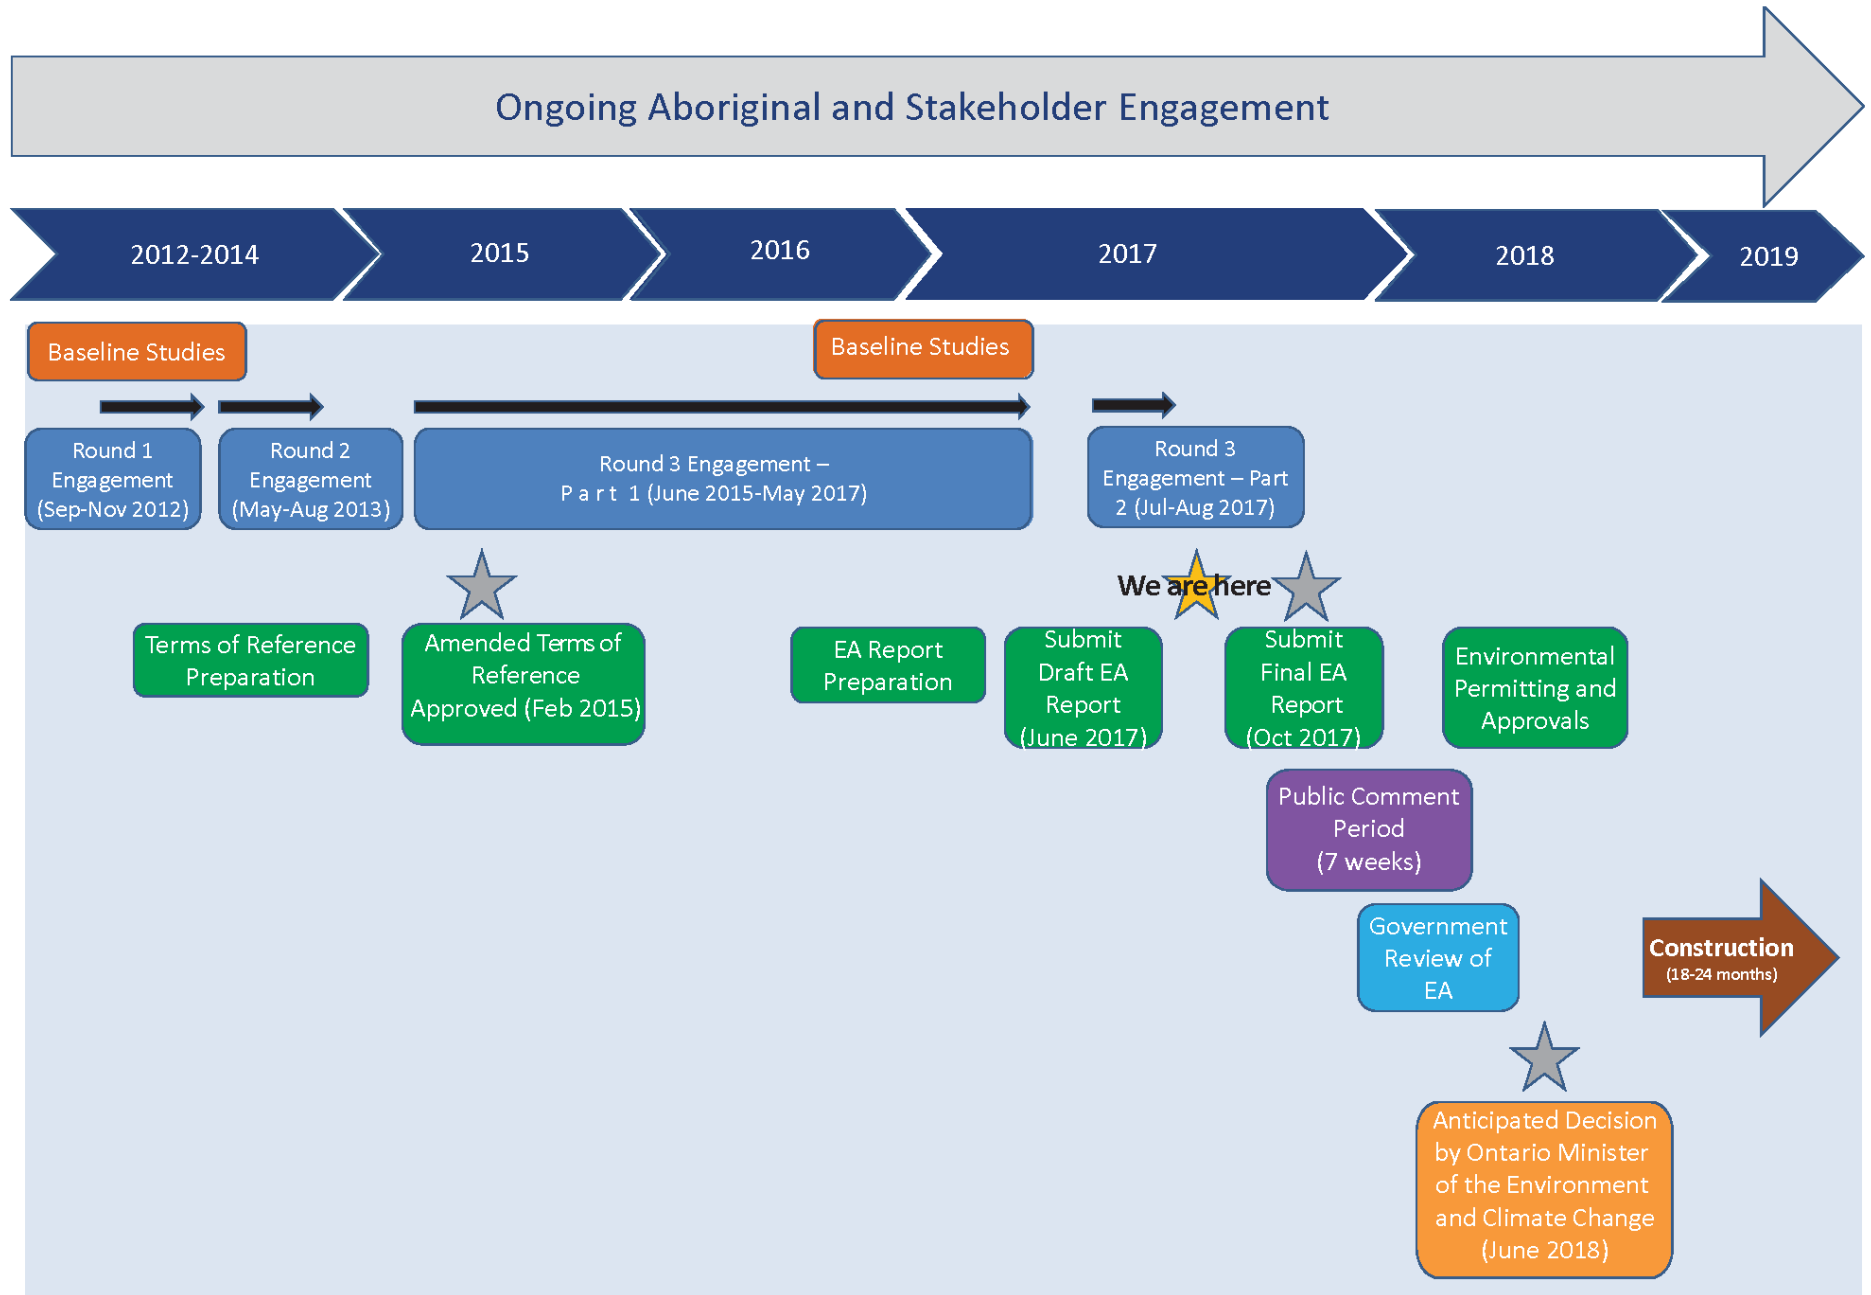 Ongoing Aboriginal and Stakeholder Engagement
2012-2014
2015
2016
2017
2018
2019
Baseline Studies
Baseline Studies
Round 1
Engagement
(Sep-Nov 2012)
Round 2
Engagement
(May-Aug 2013)
Round 3 Engagement –
Part 1 (June 2015-May 2017)
Round 3
Engagement – Part
2 (Jul-Aug 2017)
We are here
Terms of Reference
Preparation
Amended Terms of
Reference
Approved (Feb 2015)
EA Report
Preparation
Submit
Draft EA
Report
(June 2017)
Submit
Final EA
Report
(Oct 2017)
Environmental
Permitting and
Approvals
Public Comment
Period
(7 weeks)
Government
Review of
EA
Construction
(18-24 months)
Anticipated Decision
by Ontario Minister
of the Environment
and Climate Change
(June 2018)